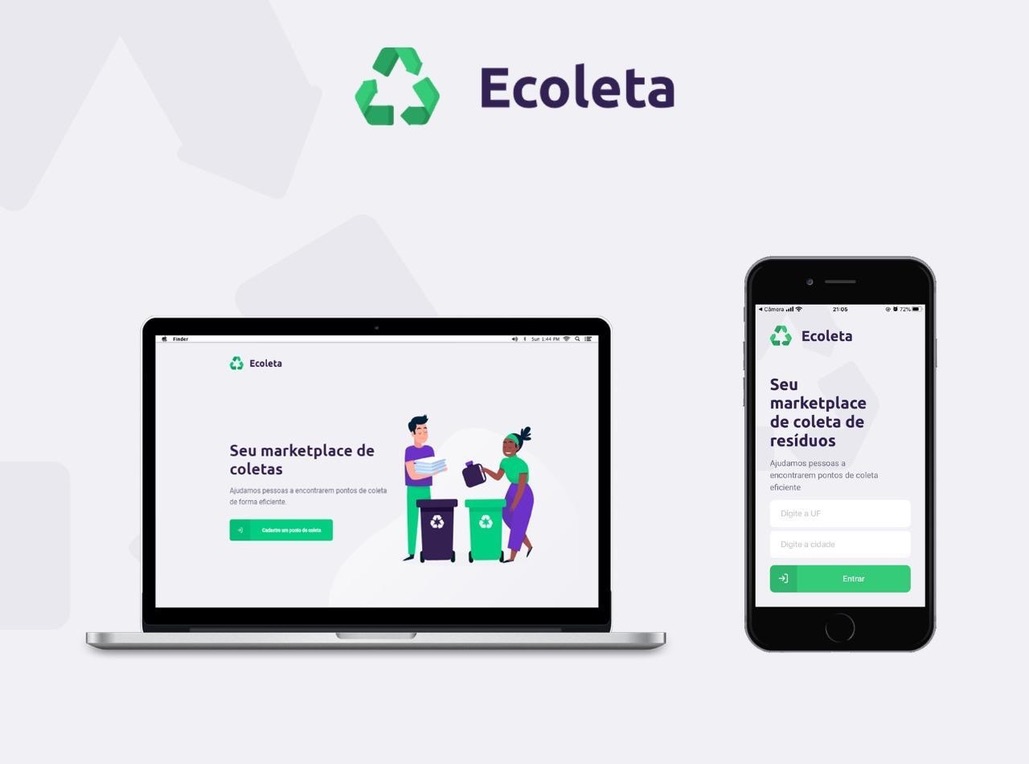 Ecoleta
Finder
Sun 1:44 PM
Ecoleta
Seu marketplace de
coletas
Ajudamos pessoas a encontrarem pontos de coleta
de forma eficiente.
Cadastre um ponto de coleta
Câmera
21:05
72%
Ecoleta
Seu
marketplace
de coleta de
resíduos
Ajudamos pessoas a
encontrarem pontos de coleta
eficiente
Digite a UF
Digite a cidade
Entrar